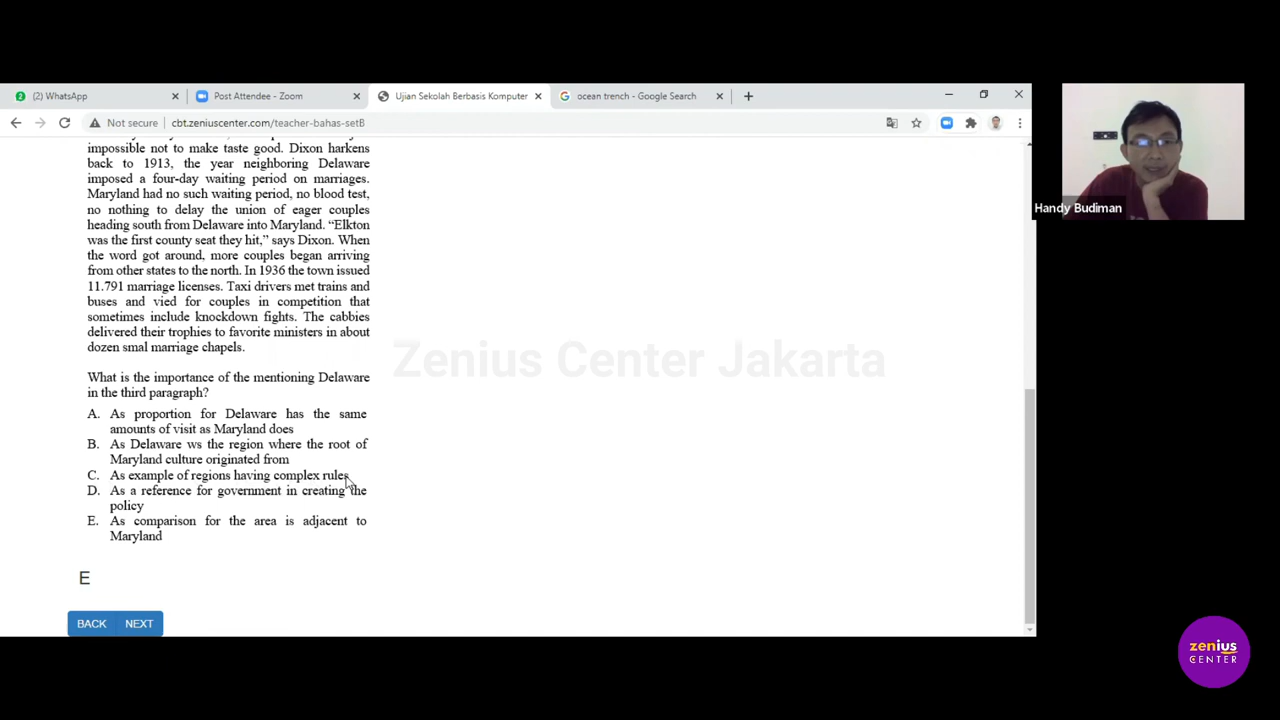 (2) WhatsApp
Post Attendee - Zoom
Ujian Sekolah Berbasis Komputer
ocean trench - Google Search
Not secure
cbt.zeniuscenter.com/teacher-bahas-setB
impossible not to make taste good. Dixon harkens
back to 1913, the year neighboring Delaware
imposed a four-day waiting period on marriages.
Maryland had no such waiting period, no blood test,
no nothing to delay the union of eager couples
heading south from Delaware into Maryland. “Elkton
was the first county seat they hit,” says Dixon. When
the word got around, more couples began arriving
from other states to the north. In 1936 the town issued
11.791 marriage licenses. Taxi drivers met trains and
buses and vied for couples in competition that
sometimes include knockdown fights. The cabbies
delivered their trophies to favorite ministers in about
dozen smal marriage chapels.
What is the importance of the mentioning Delaware
in the third paragraph?
A. As proportion for Delaware has the same
amounts of visit as Maryland does
B. As Delaware ws the region where the root of
Maryland culture originated from
C. As example of regions having complex rules
D. As a reference for government in creating the
policy
E. As comparison for the area is adjacent to
Maryland
E
BACK
NEXT
Zenius Center Jakarta
Handy Budiman
zenius
CENTER